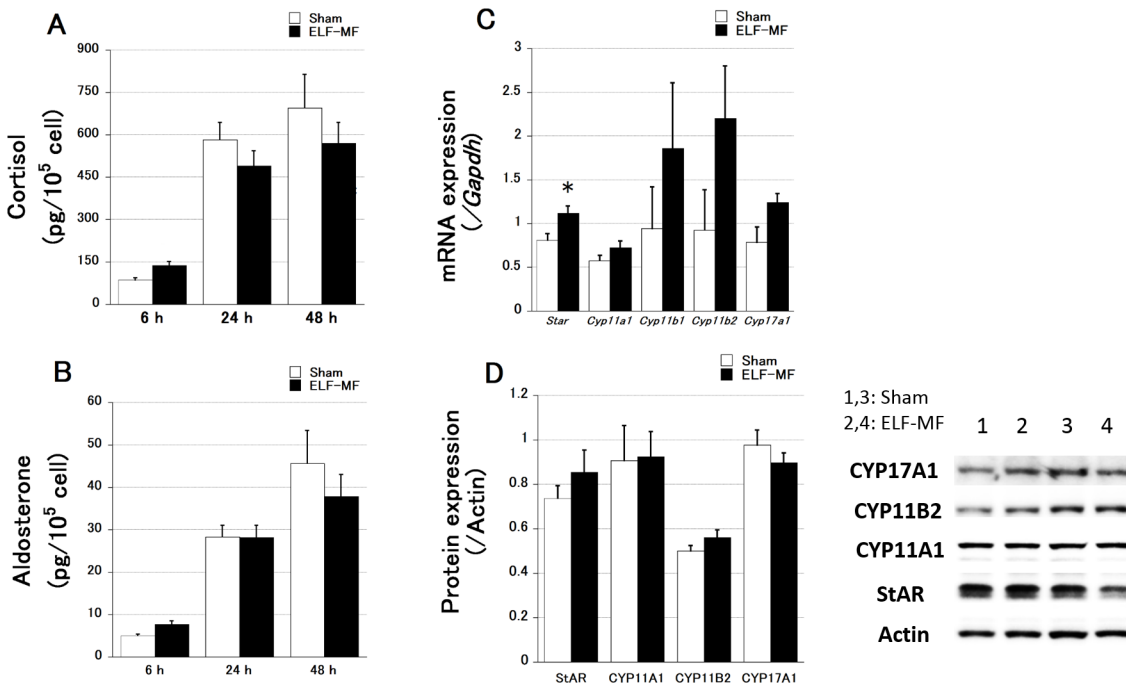 A
Sham
ELF-MF
Cortisol
(pg/10⁵ cell)
900
750
600
450
300
150
0
6 h
24 h
48 h
B
Sham
ELF-MF
Aldosterone
(pg/10⁵ cell)
60
50
40
30
20
10
0
6 h
24 h
48 h
C
Sham
ELF-MF
mRNA expression
(/Gapdh)
3
2.5
2
1.5
1
0.5
0
*
Star
Cyp11a1
Cyp11b1
Cyp11b2
Cyp17a1
D
Sham
ELF-MF
Protein expression
(/Actin)
1.2
1
0.8
0.6
0.4
0.2
0
StAR
CYP11A1
CYP11B2
CYP17A1
1,3: Sham
2,4: ELF-MF
1 2 3 4
CYP17A1
CYP11B2
CYP11A1
StAR
Actin